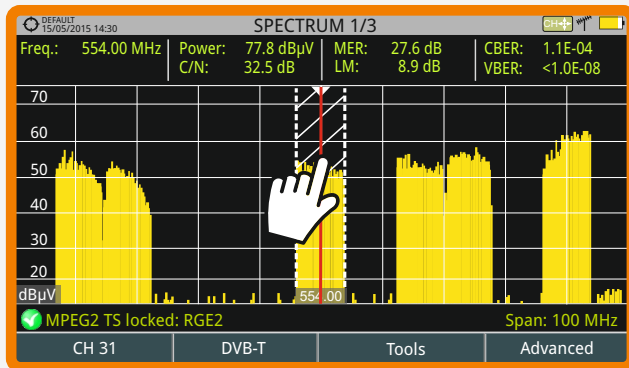 DEFAULT
15/05/2015 14:30
SPECTRUM 1/3
CH
Freq.: 554.00 MHz
Power: 77.8 dBµV
C/N: 32.5 dB
MER: 27.6 dB
LM: 8.9 dB
CBER: 1.1E-04
VBER: <1.0E-08
70
60
50
40
30
20
dBµV
554.00
MPEG2 TS locked: RGE2
Span: 100 MHz
CH 31
DVB-T
Tools
Advanced